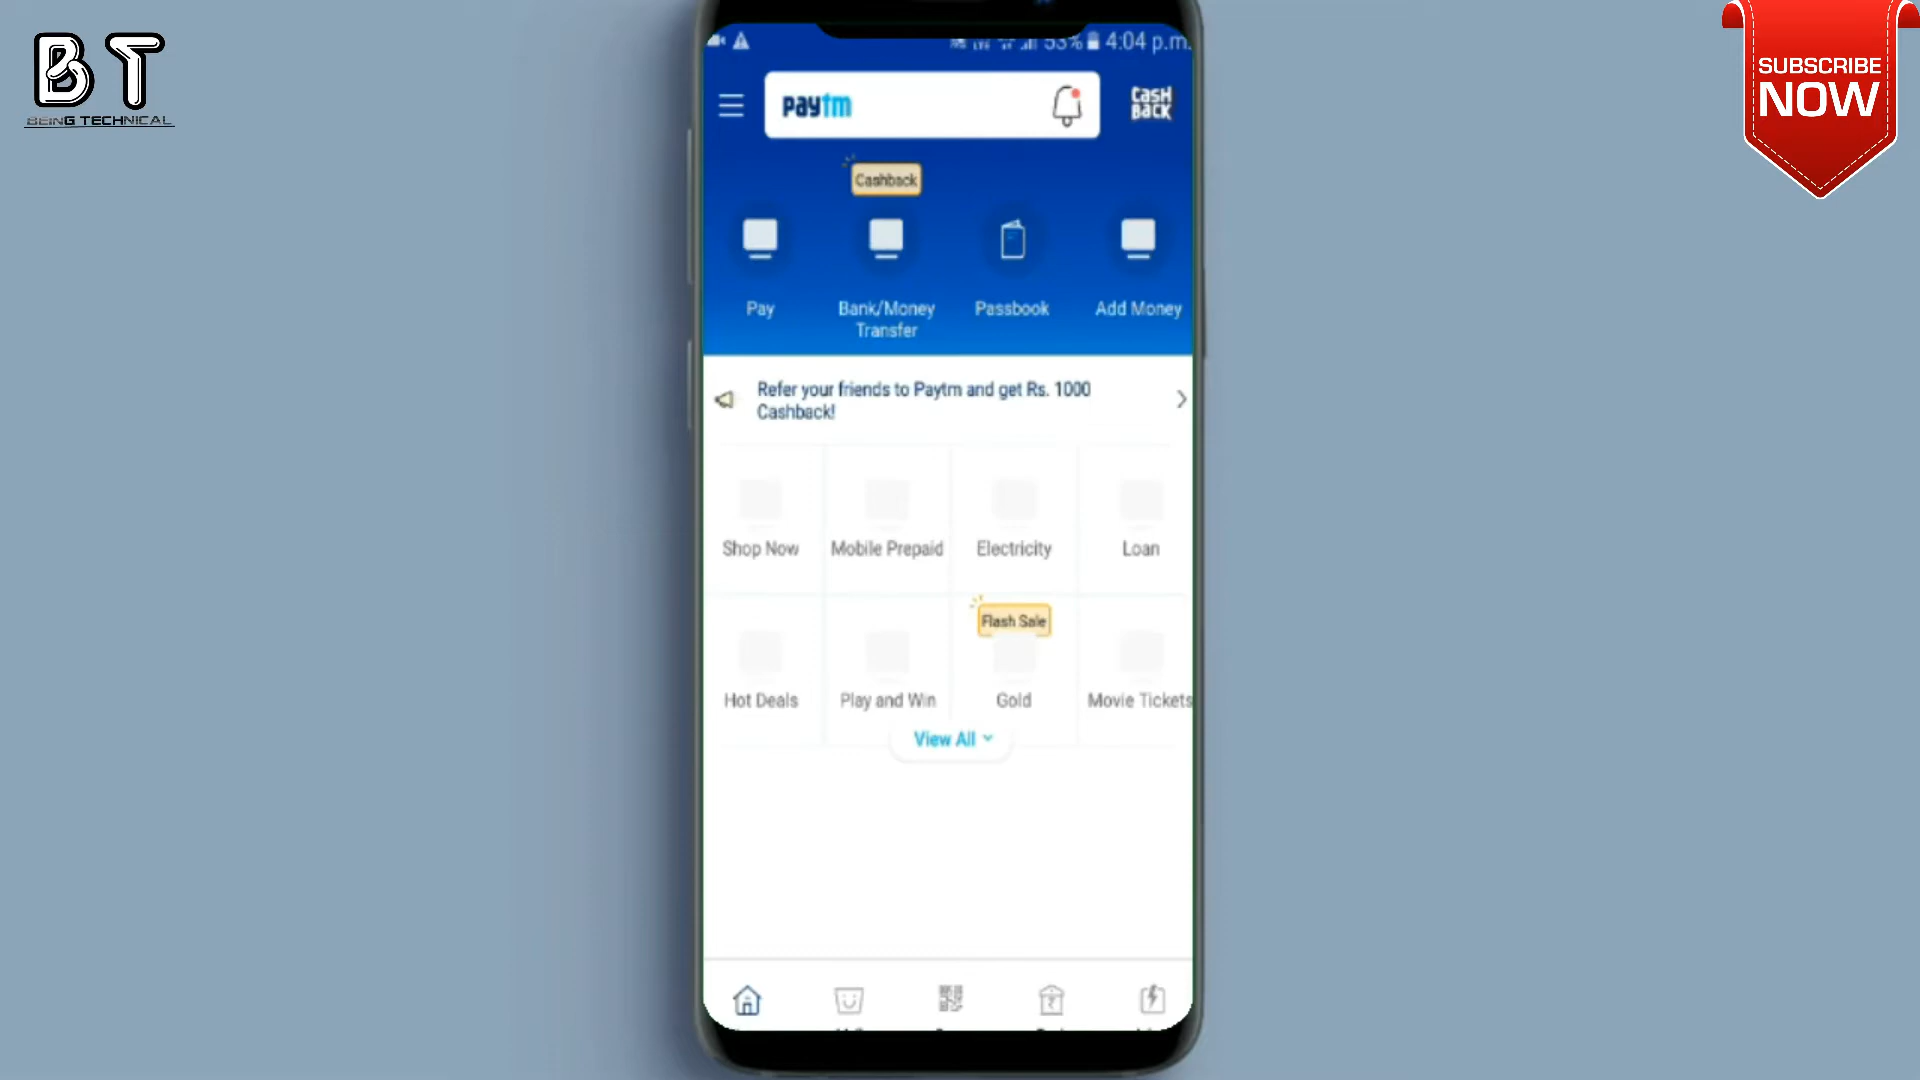 BT
BEING TECHNICAL
SUBSCRIBE
NOW
53% 4:04 p.m.
paytm
CASH
BACK
Cashback
Pay
Bank/Money
Transfer
Passbook
Add Money
Refer your friends to Paytm and get Rs. 1000
Cashback!
Shop Now
Mobile Prepaid
Electricity
Loan
Flash Sale
Hot Deals
Play and Win
Gold
Movie Tickets
View All